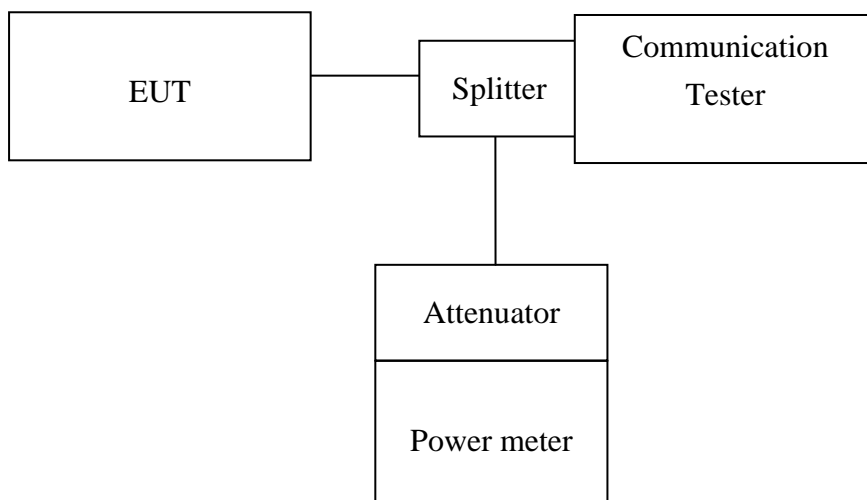 EUT
Splitter
Communication
Tester
Attenuator
Power meter